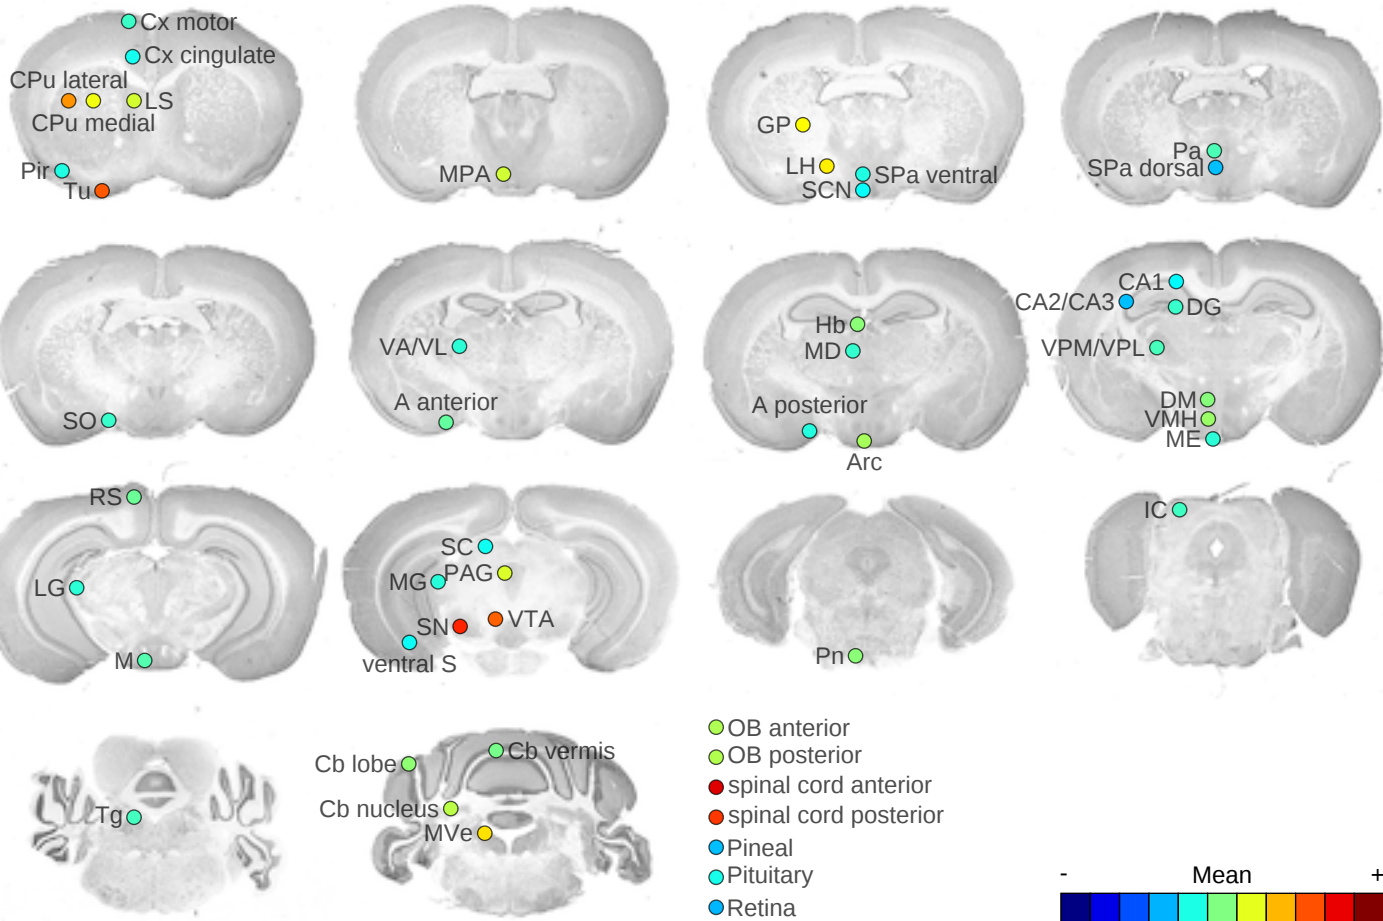 Cx motor
Cx cingulate
CPu lateral
LS
CPu medial
Pir
Tu
MPA
GP
LH
SPa ventral
SCN
Pa
SPa dorsal
SO
VA/VL
A anterior
Hb
MD
A posterior
Arc
CA1
CA2/CA3
DG
VPM/VPL
DM
VMH
ME
RS
LG
M
SC
MG
PAG
SN
VTA
ventral S
Pn
IC
Tg
Cb lobe
Cb vermis
Cb nucleus
MVe
OB anterior
OB posterior
spinal cord anterior
spinal cord posterior
Pineal
Pituitary
Retina
- Mean +